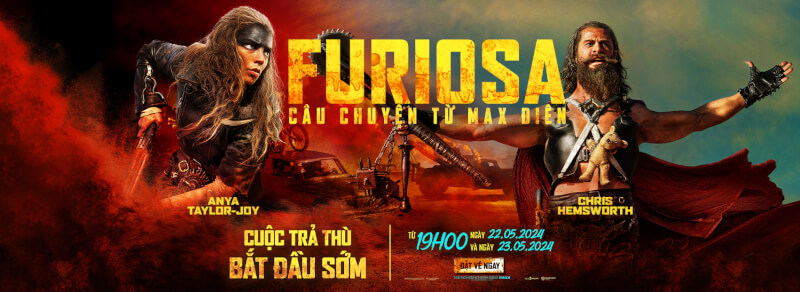 FURIOSA
CÂU CHUYỆN TỪ MAX ĐIÊN
ANYA
TAYLOR-JOY
CHRIS
HEMSWORTH
CUỘC TRẢ THÙ
BẮT ĐẦU SỚM
TỪ 19H00 NGÀY 22.05.2024
VÀ NGÀY 23.05.2024
ĐẶT VÉ NGAY